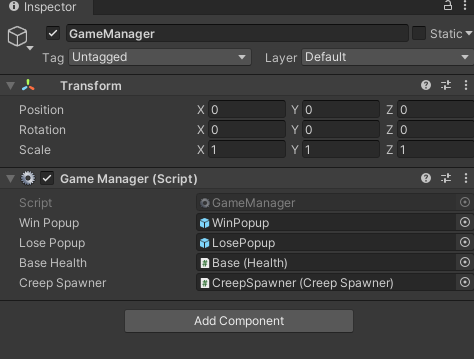 Inspector
GameManager
Static
Tag Untagged Layer Default
Transform
Position X 0 Y 0 Z 0
Rotation X 0 Y 0 Z 0
Scale X 1 Y 1 Z 1
Game Manager (Script)
Script GameManager
Win Popup WinPopup
Lose Popup LosePopup
Base Health Base (Health)
Creep Spawner CreepSpawner (Creep Spawner)
Add Component